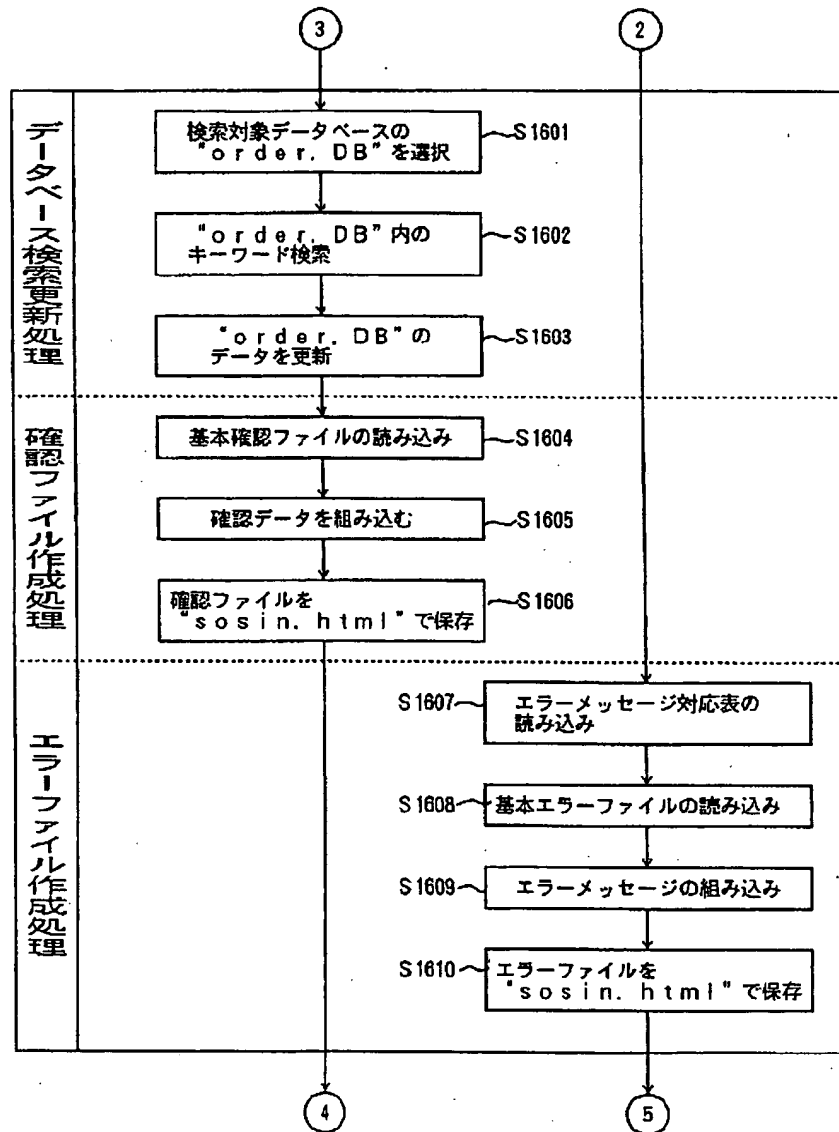 3
2
データベース検索更新処理
検索対象データベースの
"order. DB"を選択
S1601
"order. DB"内の
キーワード検索
S1602
"order. DB"の
データを更新
S1603
確認ファイル作成処理
基本確認ファイルの読み込み
S1604
確認データを組み込む
S1605
確認ファイルを
"sosin. html"で保存
S1606
エラーファイル作成処理
S1607
エラーメッセージ対応表の
読み込み
S1608
基本エラーファイルの読み込み
S1609
エラーメッセージの組み込み
S1610
エラーファイルを
"sosin. html"で保存
4
5